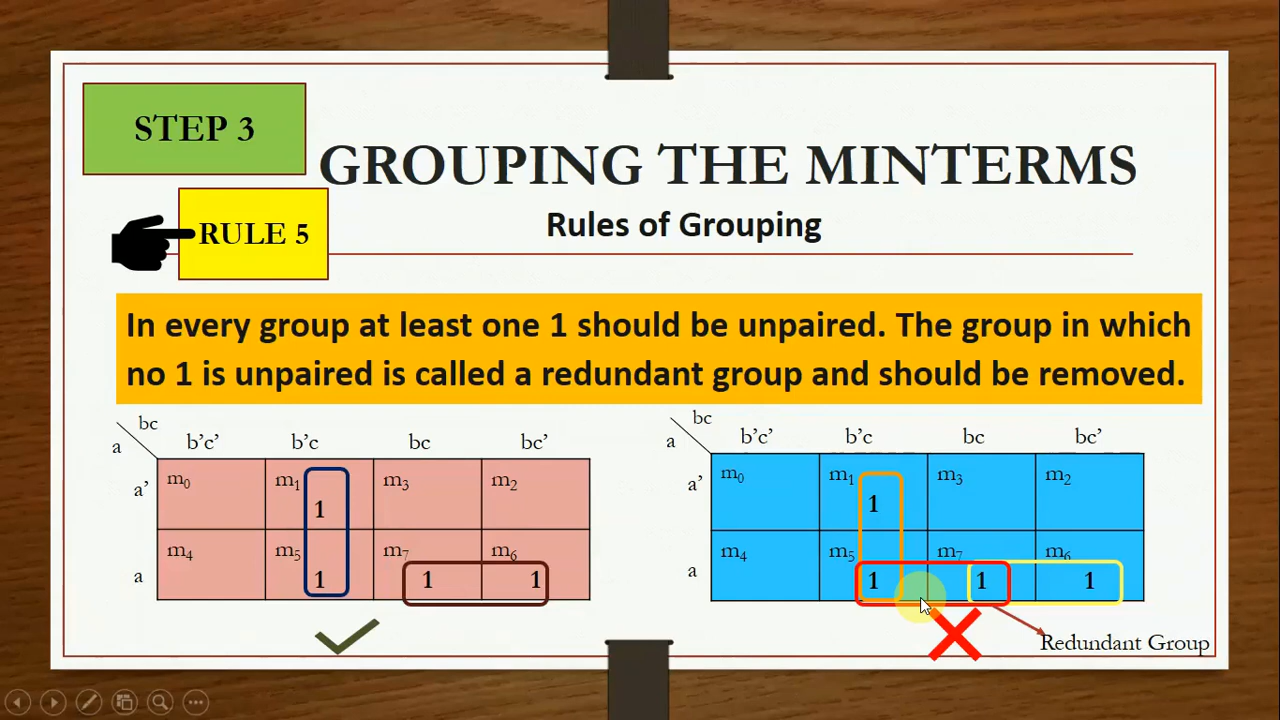 STEP 3
GROUPING THE MINTERMS
RULE 5
Rules of Grouping
In every group at least one 1 should be unpaired. The group in which
no 1 is unpaired is called a redundant group and should be removed.
bc
a b’c’ b’c bc bc’
a’ m₀ m₁ m₃ m₂
1
m₄ m₅ m₇ m₆
a 1 1 1
bc
a b’c’ b’c bc bc’
a’ m₀ m₁ m₃ m₂
1
m₄ m₅ m₇ m₆
a 1 1 1
Redundant Group